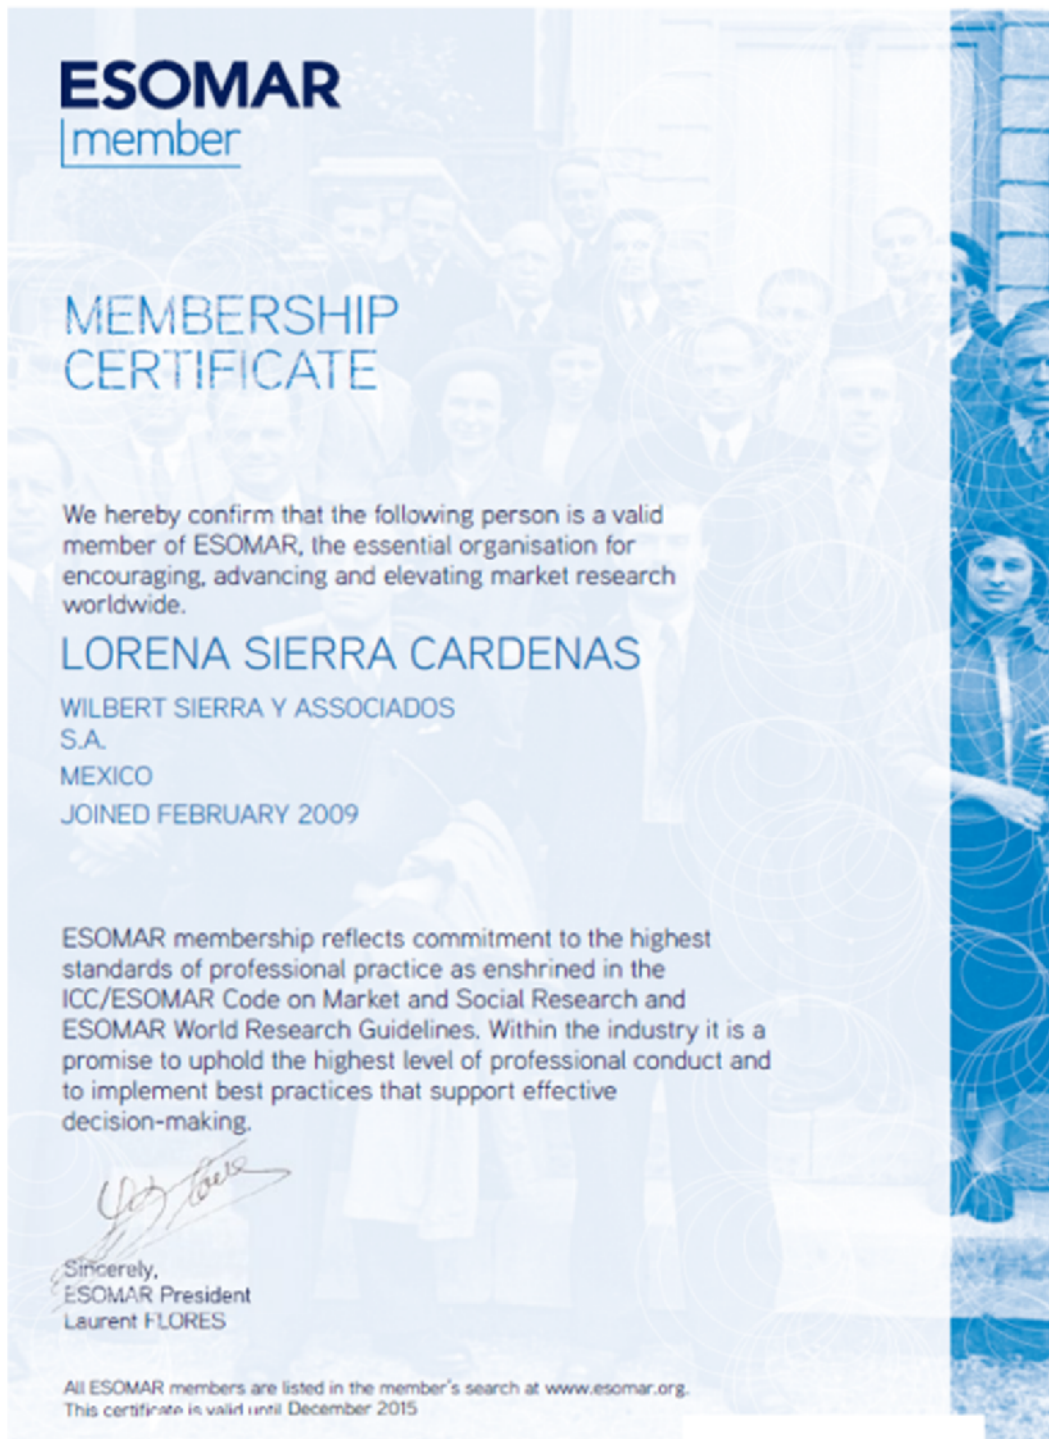 ESOMAR
member
MEMBERSHIP
CERTIFICATE
We hereby confirm that the following person is a valid
member of ESOMAR, the essential organisation for
encouraging, advancing and elevating market research
worldwide.
LORENA SIERRA CARDENAS
WILBERT SIERRA Y ASSOCIADOS
S.A.
MEXICO
JOINED FEBRUARY 2009
ESOMAR membership reflects commitment to the highest
standards of professional practice as enshrined in the
ICC/ESOMAR Code on Market and Social Research and
ESOMAR World Research Guidelines. Within the industry it is a
promise to uphold the highest level of professional conduct and
to implement best practices that support effective
decision-making.
Sincerely,
ESOMAR President
Laurent FLORES
All ESOMAR members are listed in the member's search at www.esomar.org.
This certificate is valid until December 2015